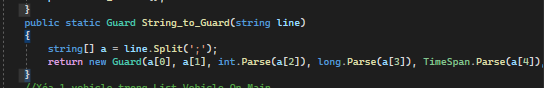 }
public static Guard String_to_Guard(string line)
{
string[] a = line.Split(';');
return new Guard(a[0], a[1], int.Parse(a[2]), long.Parse(a[3]), TimeSpan.Parse(a[4]),
}
//Xóa 1 vehicle trong List Vehicle On Main